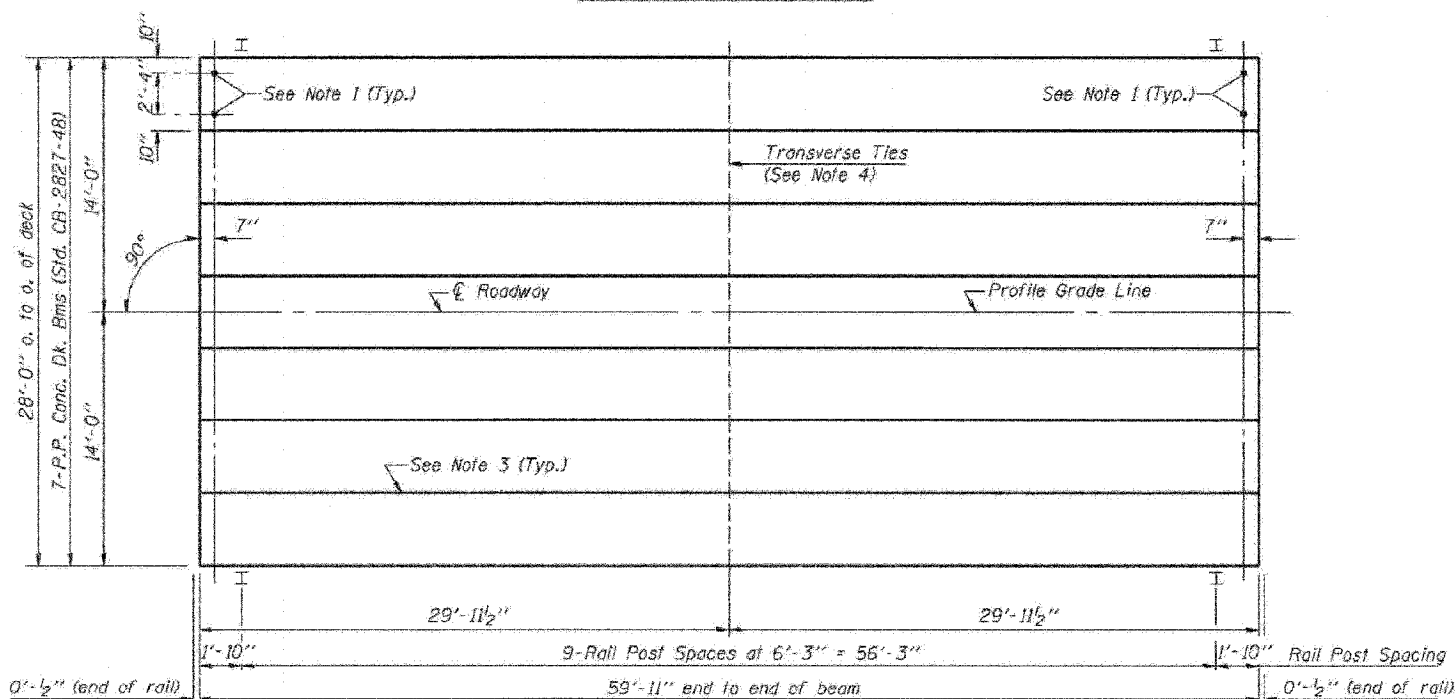 10"
I
I
2'-4"
See Note 1 (Typ.)
See Note 1 (Typ.)
10"
Transverse Ties
(See Note 4)
28'-0" o. to o. of deck
7-P.P. Conc. Dk. Bms (Std. CB-2827-48)
14'-0"
14'-0"
90°
7"
7"
℄ Roadway
Profile Grade Line
See Note 3 (Typ.)
I
I
29'-11½"
29'-11½"
1'-10"
9-Rail Post Spaces at 6'-3" = 56'-3"
1'-10"
Rail Post Spacing
0'-½" (end of rail)
59'-11" end to end of beam
0'-½" (end of rail)